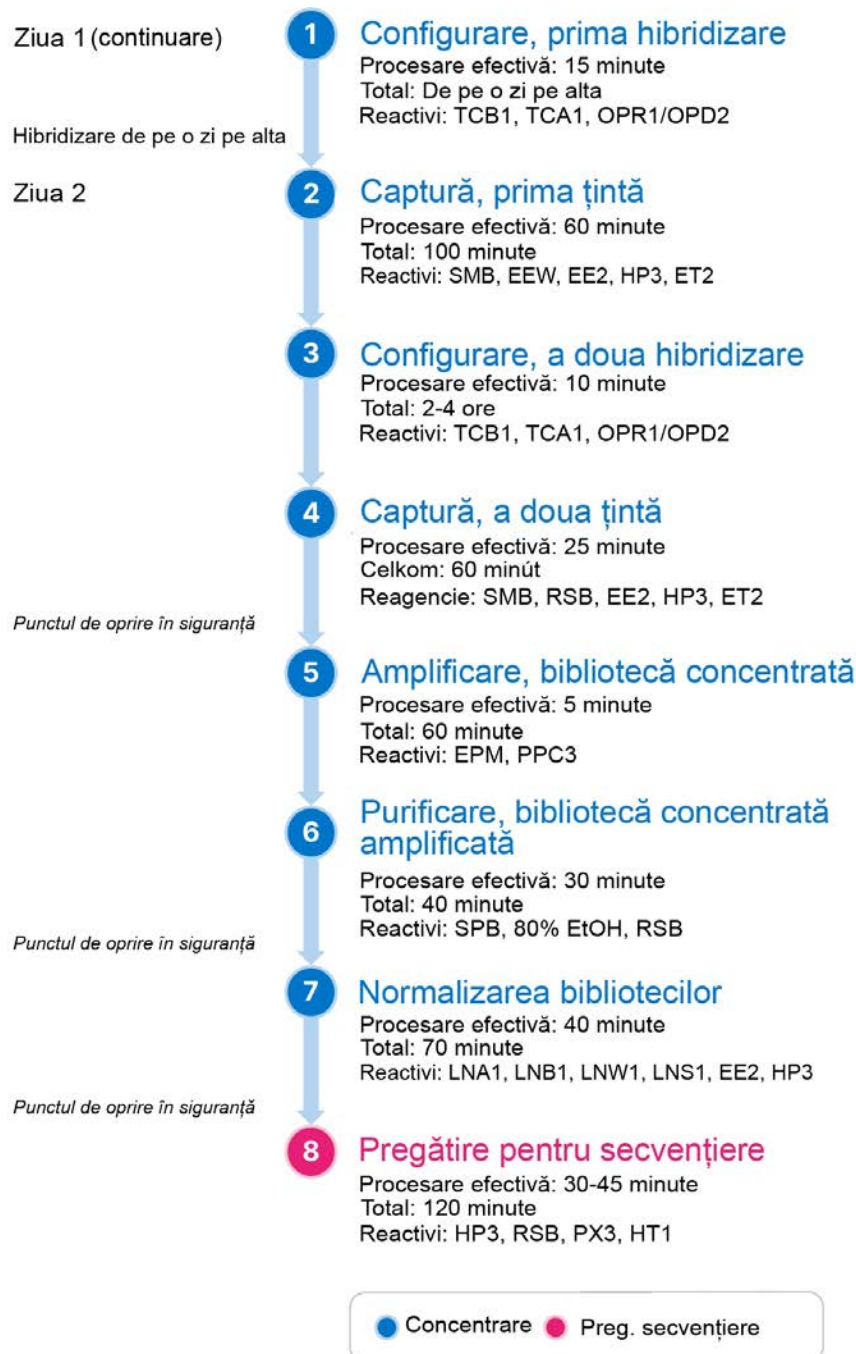 Ziua 1 (continuare)
1
Configurare, prima hibridizare
Procesare efectivă: 15 minute
Total: De pe o zi pe alta
Reactivi: TCB1, TCA1, OPR1/OPD2
Hibridizare de pe o zi pe alta
Ziua 2
2
Captură, prima țintă
Procesare efectivă: 60 minute
Total: 100 minute
Reactivi: SMB, EEW, EE2, HP3, ET2
3
Configurare, a doua hibridizare
Procesare efectivă: 10 minute
Total: 2-4 ore
Reactivi: TCB1, TCA1, OPR1/OPD2
4
Captură, a doua țintă
Procesare efectivă: 25 minute
Celkom: 60 minút
Reagencie: SMB, RSB, EE2, HP3, ET2
Punctul de oprire în siguranță
5
Amplificare, bibliotecă concentrată
Procesare efectivă: 5 minute
Total: 60 minute
Reactivi: EPM, PPC3
6
Purificare, bibliotecă concentrată
amplificată
Procesare efectivă: 30 minute
Total: 40 minute
Reactivi: SPB, 80% EtOH, RSB
Punctul de oprire în siguranță
7
Normalizarea bibliotecilor
Procesare efectivă: 40 minute
Total: 70 minute
Reactivi: LNA1, LNB1, LNW1, LNS1, EE2, HP3
Punctul de oprire în siguranță
8
Pregătire pentru secvențiere
Procesare efectivă: 30-45 minute
Total: 120 minute
Reactivi: HP3, RSB, PX3, HT1
Concentrare
Preg. secvențiere